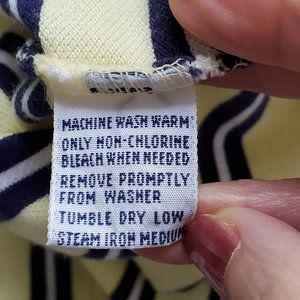 MACHINE WASH WARM
ONLY NON-CHLORINE
BLEACH WHEN NEEDED
REMOVE PROMPTLY
FROM WASHER
TUMBLE DRY LOW
STEAM IRON MEDIUM